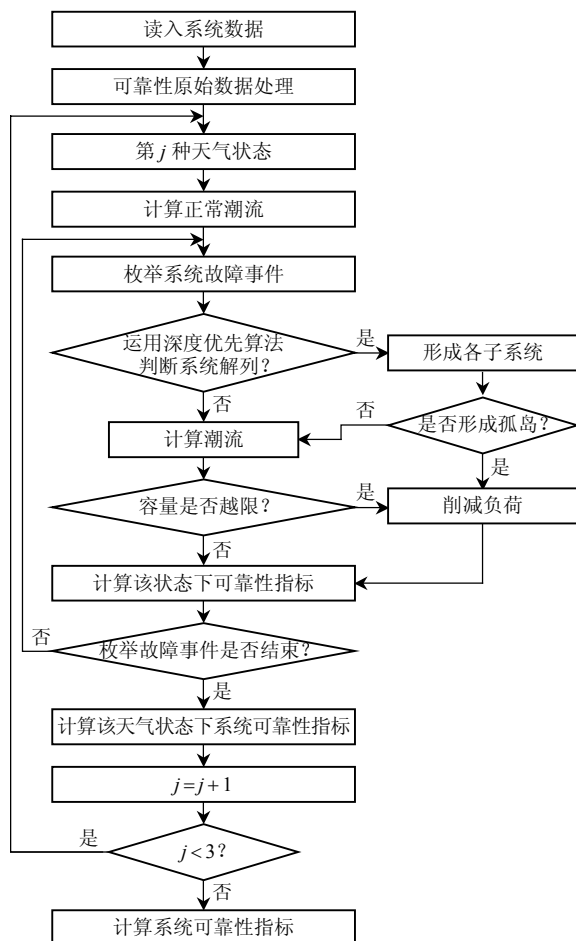 读入系统数据
可靠性原始数据处理
第j种天气状态
计算正常潮流
枚举系统故障事件
运用深度优先算法
判断系统解列？
是
形成各子系统
否
计算潮流
否
是否形成孤岛？
是
容量是否越限？
是
削减负荷
否
计算该状态下可靠性指标
否
枚举故障事件是否结束？
是
计算该天气状态下系统可靠性指标
j=j+1
是
j<3？
否
计算系统可靠性指标